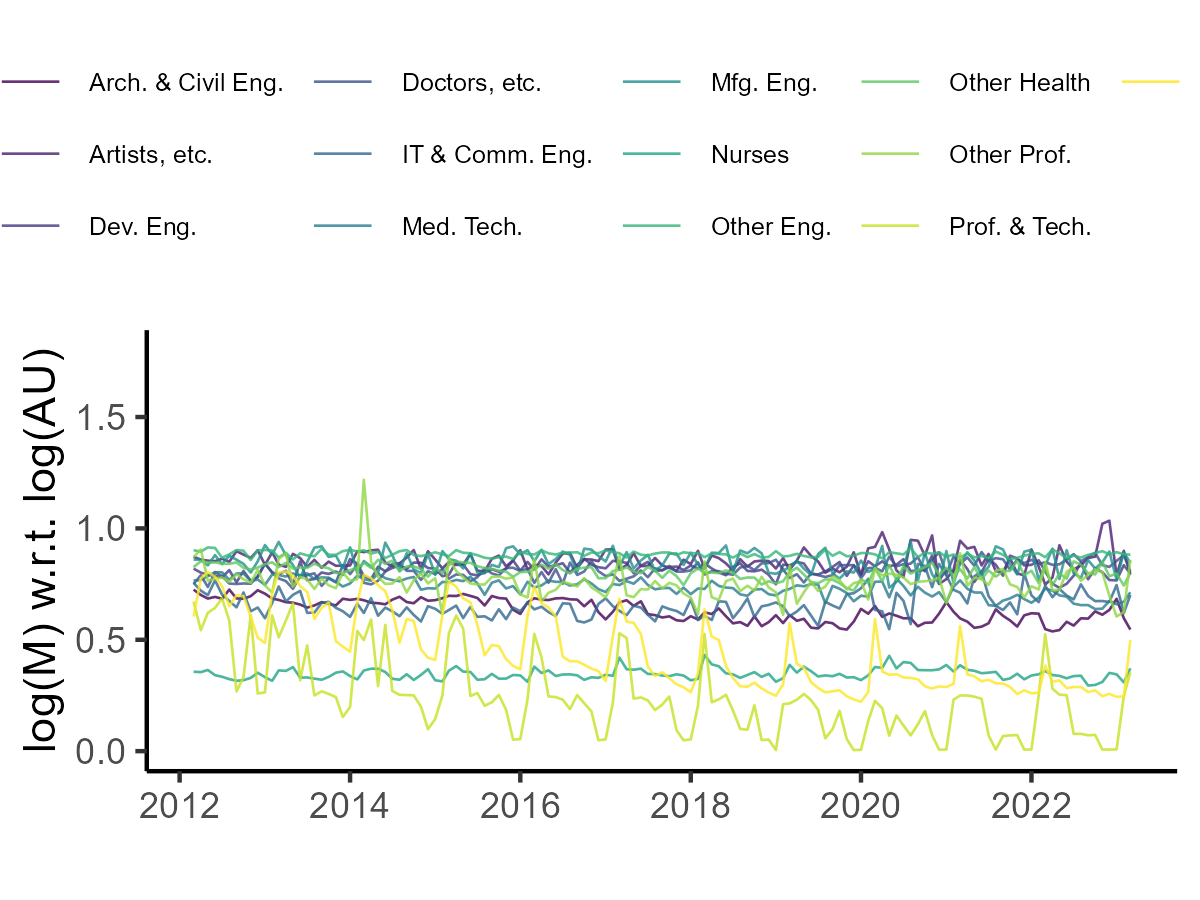 Arch. & Civil Eng. Doctors, etc. Mfg. Eng. Other Health
Artists, etc. IT & Comm. Eng. Nurses Other Prof.
Dev. Eng. Med. Tech. Other Eng. Prof. & Tech.
log(M) w.r.t. log(AU)
1.5
1.0
0.5
0.0
2012 2014 2016 2018 2020 2022